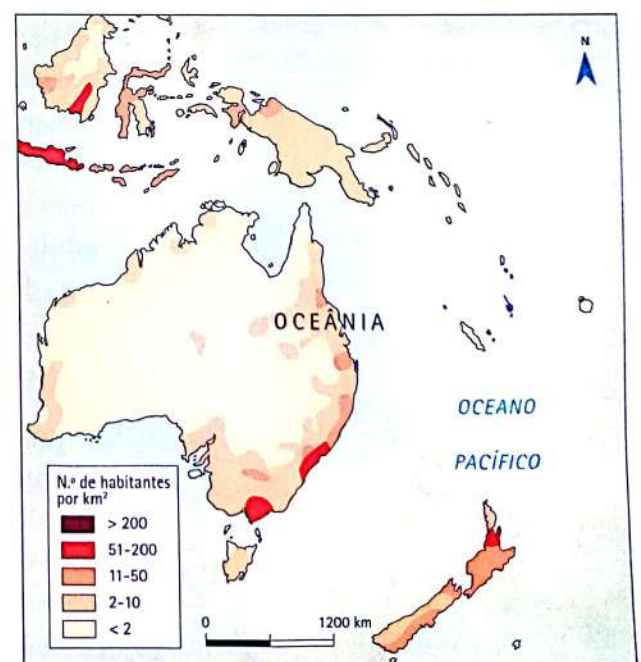 N
OCEÂNIA
OCEANO
PACÍFICO
N.º de habitantes
por km²
> 200
51-200
11-50
2-10
< 2
0
1200 km